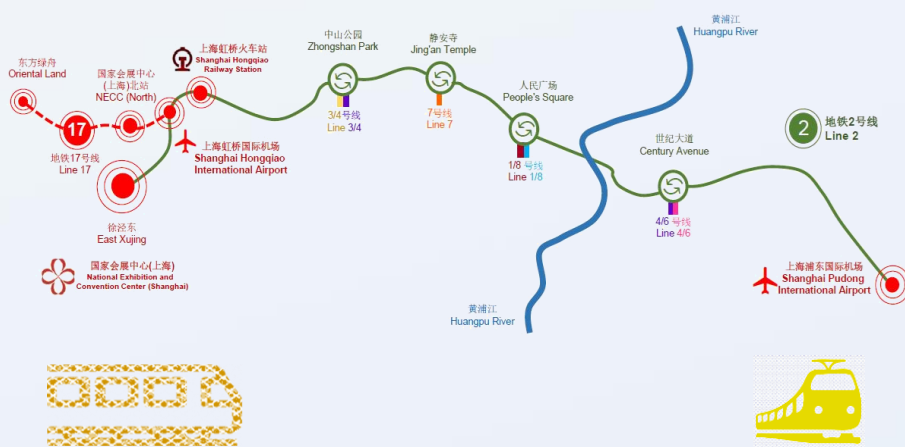 东方绿舟
Oriental Land
国家会展中心
(上海)北站
NECC (North)
上海虹桥火车站
Shanghai Hongqiao
Railway Station
中山公园
Zhongshan Park
静安寺
Jing'an Temple
黄浦江
Huangpu River
17
地铁17号线
Line 17
上海虹桥国际机场
Shanghai Hongqiao
International Airport
3/4号线
Line 3/4
7号线
Line 7
人民广场
People's Square
1/8 号线
Line 1/8
世纪大道
Century Avenue
4/6 号线
Line 4/6
2
地铁2号线
Line 2
徐泾东
East Xujing
国家会展中心(上海)
National Exhibition and
Convention Center (Shanghai)
上海浦东国际机场
Shanghai Pudong
International Airport
黄浦江
Huangpu River